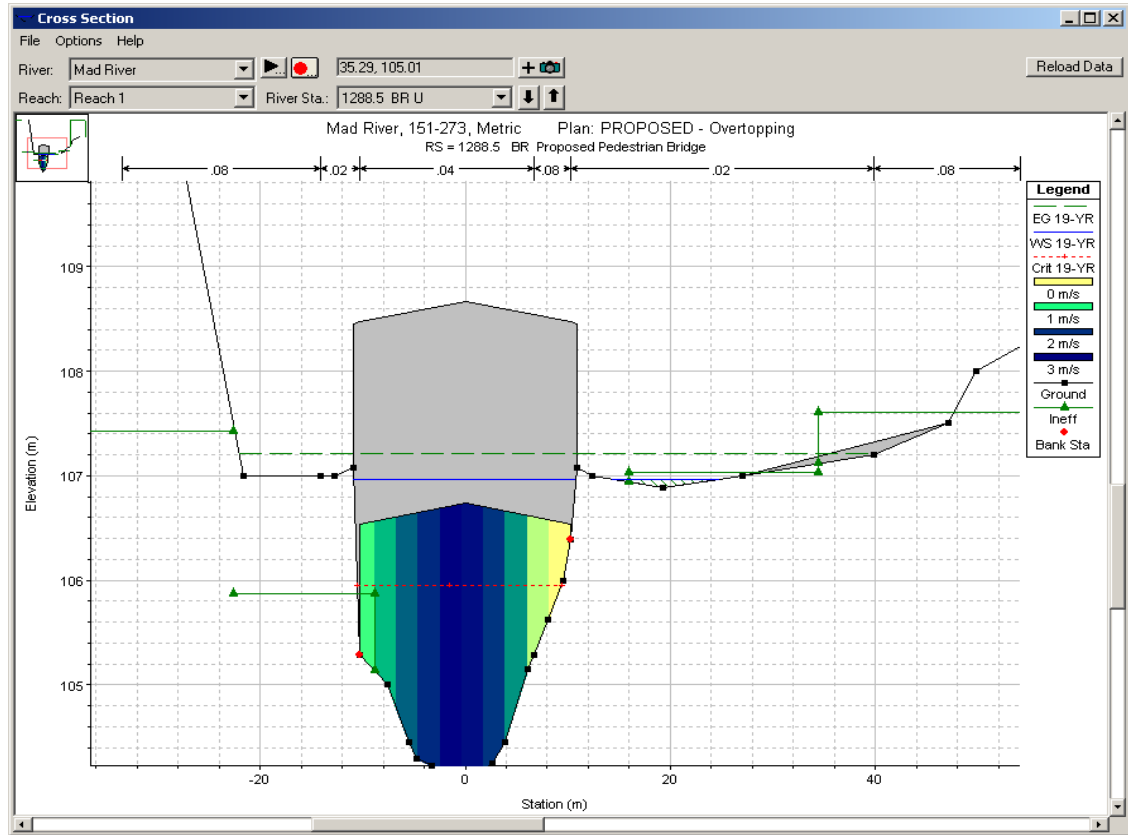 Cross Section
File Options Help
River: Mad River 35.29, 105.01 Reload Data
Reach: Reach 1 River Sta.: 1288.5 BR U
Mad River, 151-273, Metric Plan: PROPOSED - Overtopping
RS = 1288.5 BR Proposed Pedestrian Bridge
.08 .02 .04 .08 .02 .08
Legend
EG 19-YR
WS 19-YR
Crit 19-YR
0 m/s
1 m/s
2 m/s
3 m/s
Ground
Ineff
Bank Sta
109
108
107
106
105
Elevation (m)
-20 0 20 40
Station (m)